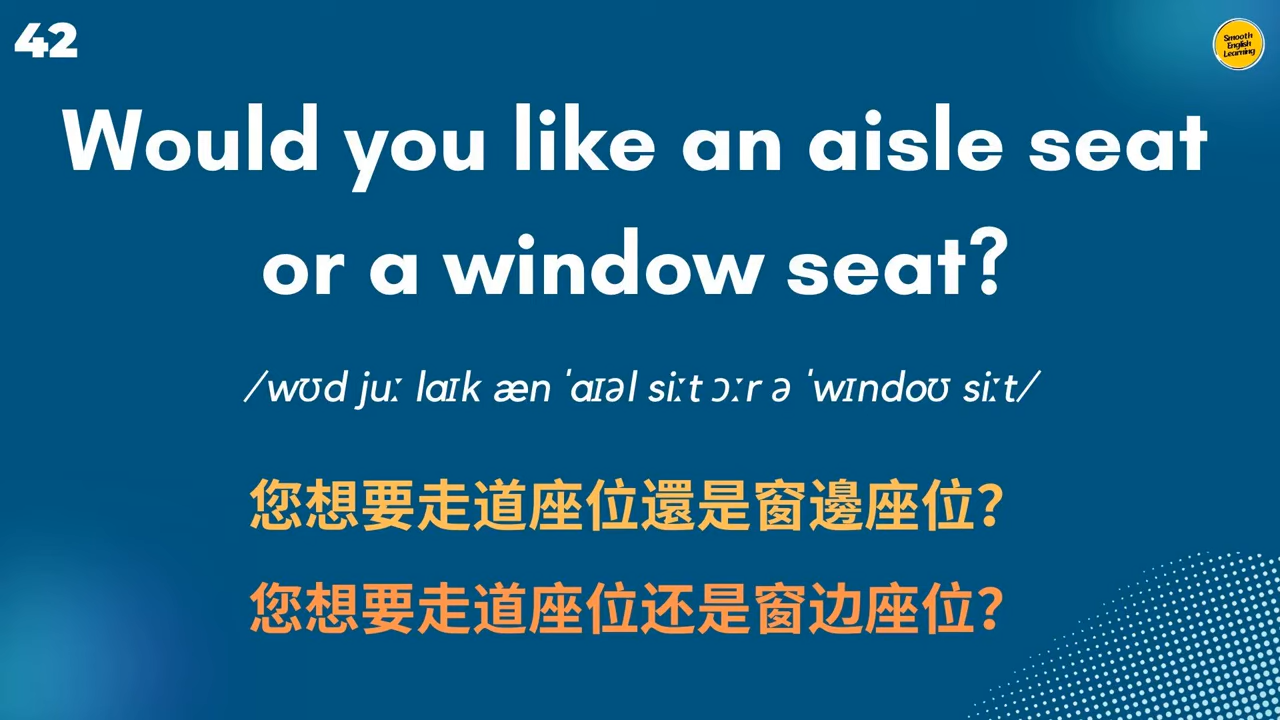 42
Smooth
English
Learning
Would you like an aisle seat
or a window seat?
/wʊd juː laɪk æn ˈaɪəl siːt ɔːr ə ˈwɪndoʊ siːt/
您想要走道座位還是窗邊座位?
您想要走道座位还是窗边座位?